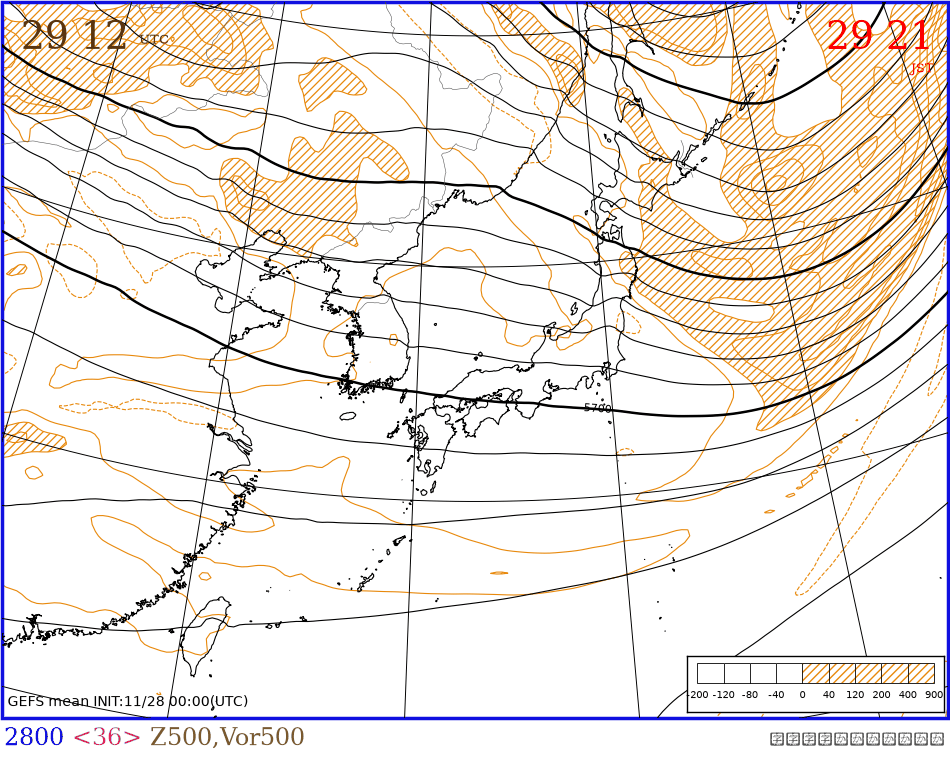 29 12 UTC
29 21
JST
5700
-200 -120 -80 -40 0 40 120 200 400 900
GEFS mean INIT:11/28 00:00(UTC)
2800 <36> Z500,Vor500